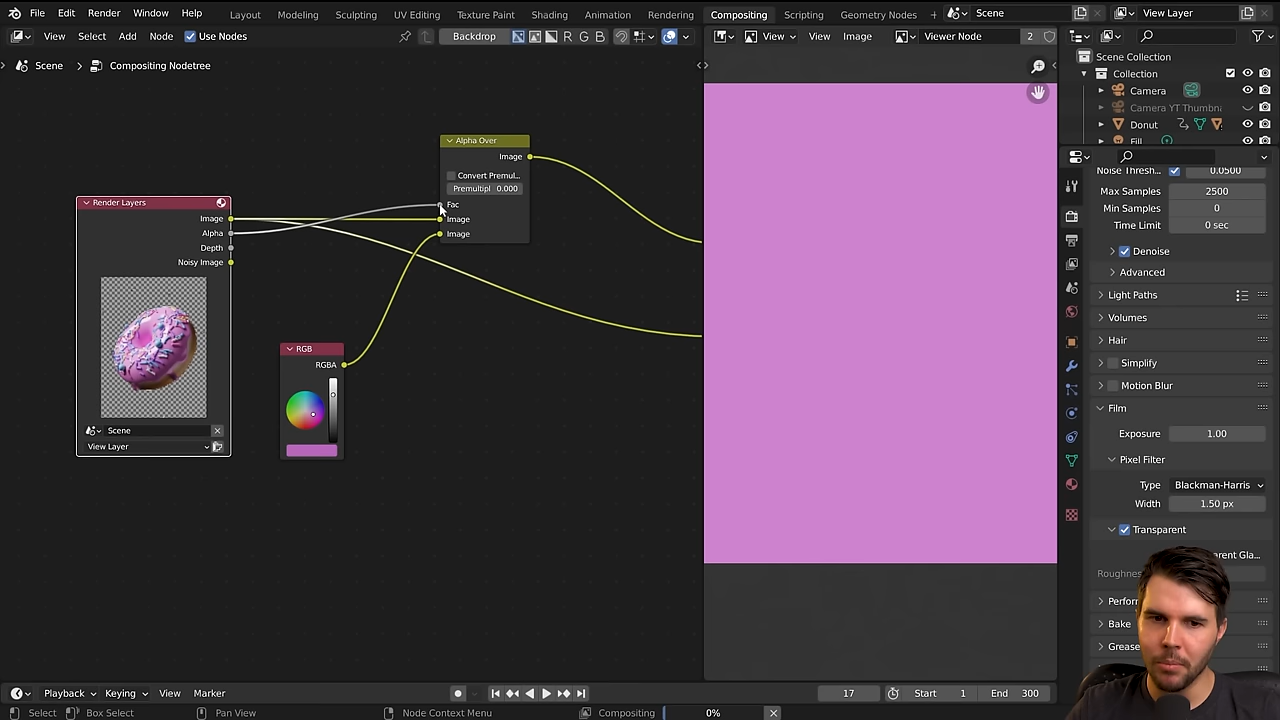 File Edit Render Window Help Layout Modeling Sculpting UV Editing Texture Paint Shading Animation Rendering Compositing Scripting Geometry Nodes Scene View Layer
View Select Add Node Use Nodes Backdrop R G B View View Image Viewer Node 2
Scene > Compositing Nodetree
Scene Collection
Collection
Camera
Camera YT Thumbna
Donut
Fill
Alpha Over
Image
Convert Premul...
Premultipl 0.000
Fac
Image
Image
Render Layers
Image
Alpha
Depth
Noisy Image
Scene
View Layer
RGB
RGBA
Noise Thres... 0.0500
Max Samples 2500
Min Samples 0
Time Limit 0 sec
Denoise
Advanced
Light Paths
Volumes
Hair
Simplify
Motion Blur
Film
Exposure 1.00
Pixel Filter
Type Blackman-Harris
Width 1.50 px
Transparent
rent Gla...
Roughnes
Perfor
Bake
Grease
Playback Keying View Marker 17 Start 1 End 300
Select Box Select Pan View Node Context Menu Compositing 0%